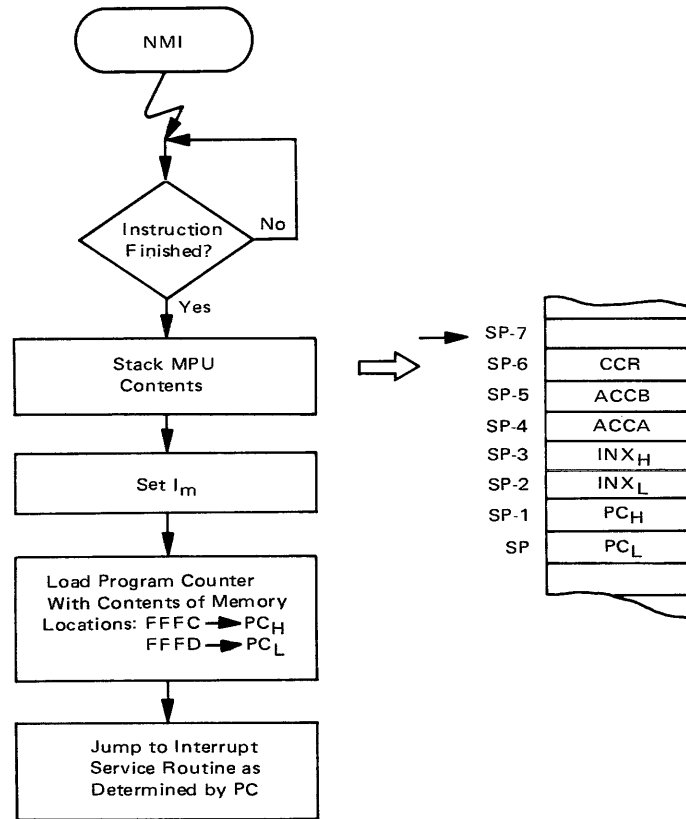 NMI
Instruction
Finished?
No
Yes
Stack MPU
Contents
Set Im
Load Program Counter
With Contents of Memory
Locations: FFFC → PCH
FFFD → PCL
Jump to Interrupt
Service Routine as
Determined by PC
SP-7
SP-6 CCR
SP-5 ACCB
SP-4 ACCA
SP-3 INXH
SP-2 INXL
SP-1 PCH
SP PCL